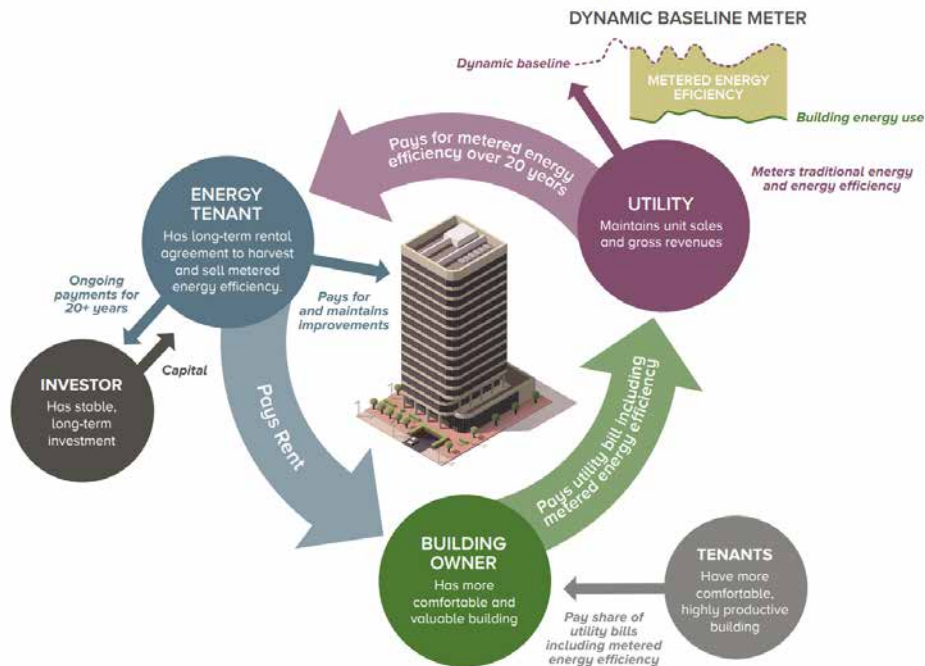 DYNAMIC BASELINE METER
Dynamic baseline
METERED ENERGY
EFICIENCY
Building energy use
Meters traditional energy
and energy efficiency
Pays for metered energy
efficiency over 20 years
UTILITY
Maintains unit sales
and gross revenues
ENERGY
TENANT
Has long-term rental
agreement to harvest
and sell metered
energy efficiency.
Pays for
and maintains
improvements
Ongoing
payments for
20+ years
Capital
INVESTOR
Has stable,
long-term
investment
Pays Rent
Pays utility bill including
metered energy efficiency
BUILDING
OWNER
Has more
comfortable and
valuable building
Pay share of
utility bills
including metered
energy efficiency
TENANTS
Have more
comfortable,
highly productive
building